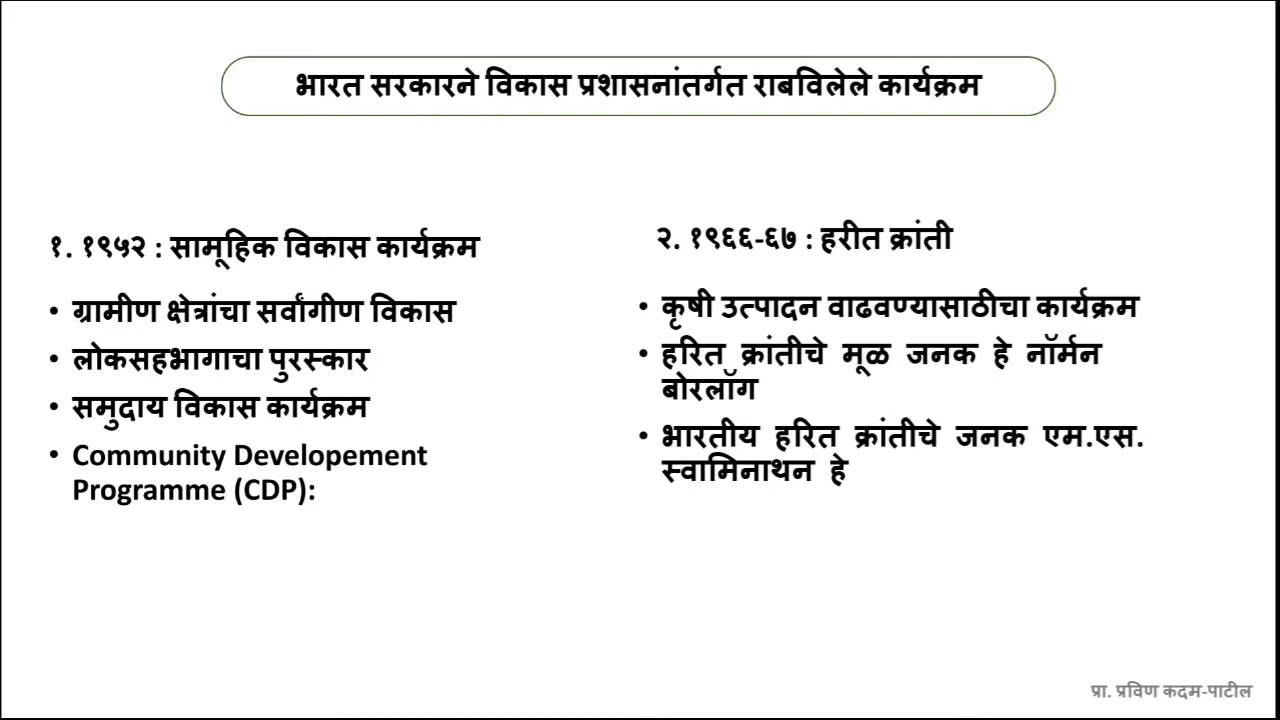 भारत सरकारने विकास प्रशासनांतर्गत राबविलेले कार्यक्रम
१. १९५२ : सामूहिक विकास कार्यक्रम
• ग्रामीण क्षेत्रांचा सर्वांगीण विकास
• लोकसहभागाचा पुरस्कार
• समुदाय विकास कार्यक्रम
• Community Developement
Programme (CDP):
२. १९६६-६७ : हरीत क्रांती
• कृषी उत्पादन वाढवण्यासाठीचा कार्यक्रम
• हरित क्रांतीचे मूळ जनक हे नॉर्मन
बोरलॉग
• भारतीय हरित क्रांतीचे जनक एम.एस.
स्वामिनाथन हे
प्रा. प्रविण कदम-पाटील